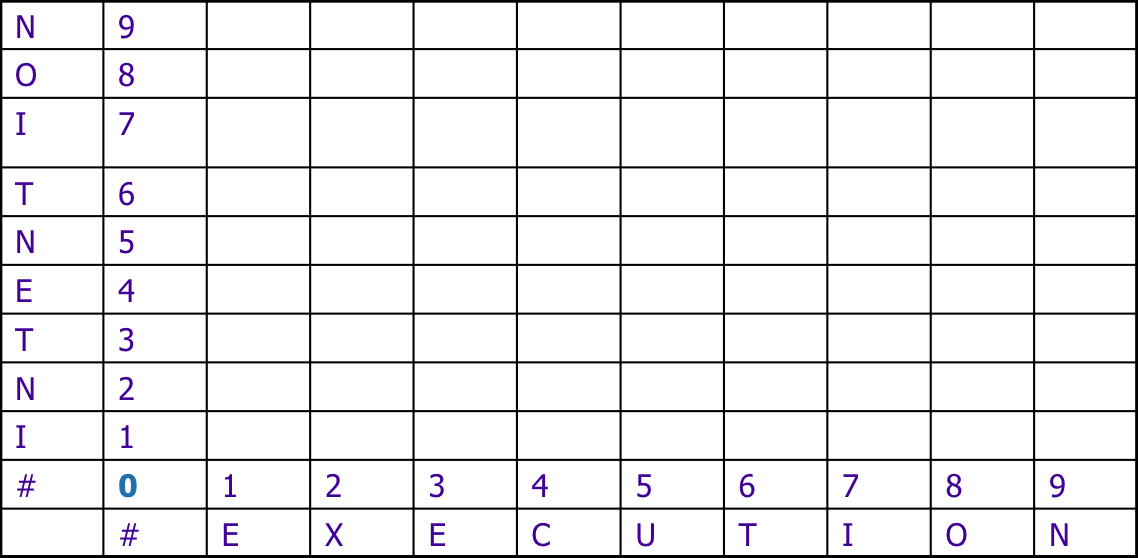 N 9
O 8
I 7
T 6
N 5
E 4
T 3
N 2
I 1
# 0 1 2 3 4 5 6 7 8 9
# E X E C U T I O N